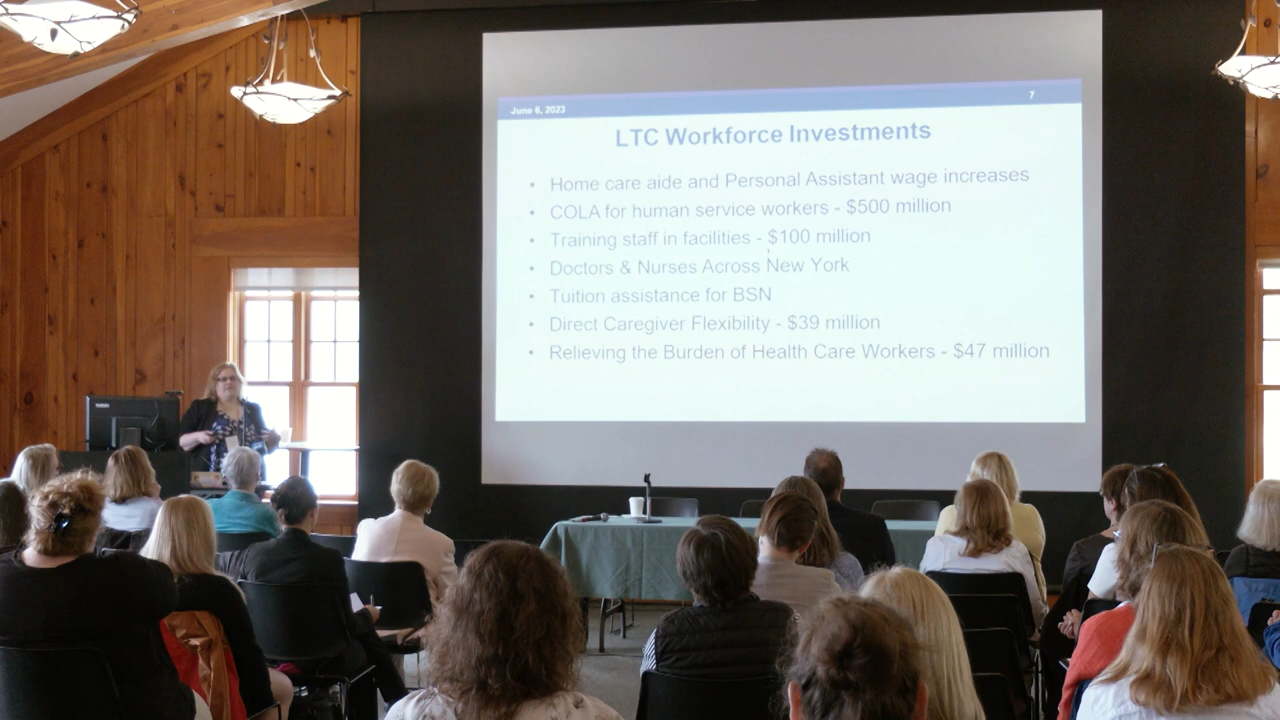 June 6, 2023
7
LTC Workforce Investments
• Home care aide and Personal Assistant wage increases
• COLA for human service workers - $500 million
• Training staff in facilities - $100 million
• Doctors & Nurses Across New York
• Tuition assistance for BSN
• Direct Caregiver Flexibility - $39 million
• Relieving the Burden of Health Care Workers - $47 million